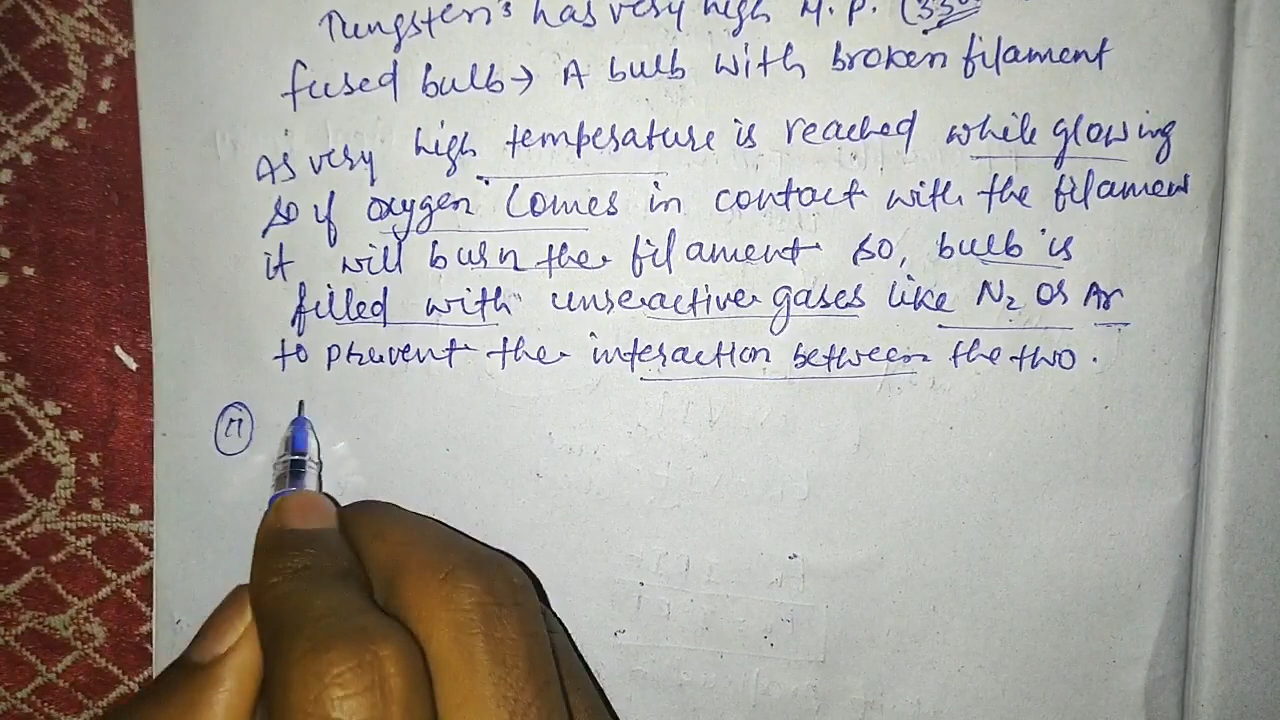 Tungsten's has very high M. P. (33
fused bulb → A bulb with broken filament
As very high temperature is reached while glowing
so if oxygen comes in contact with the filamen
it will burn the filament so, bulb is
filled with unreactive gases like N₂ or Ar
to prevent the interaction between the two.